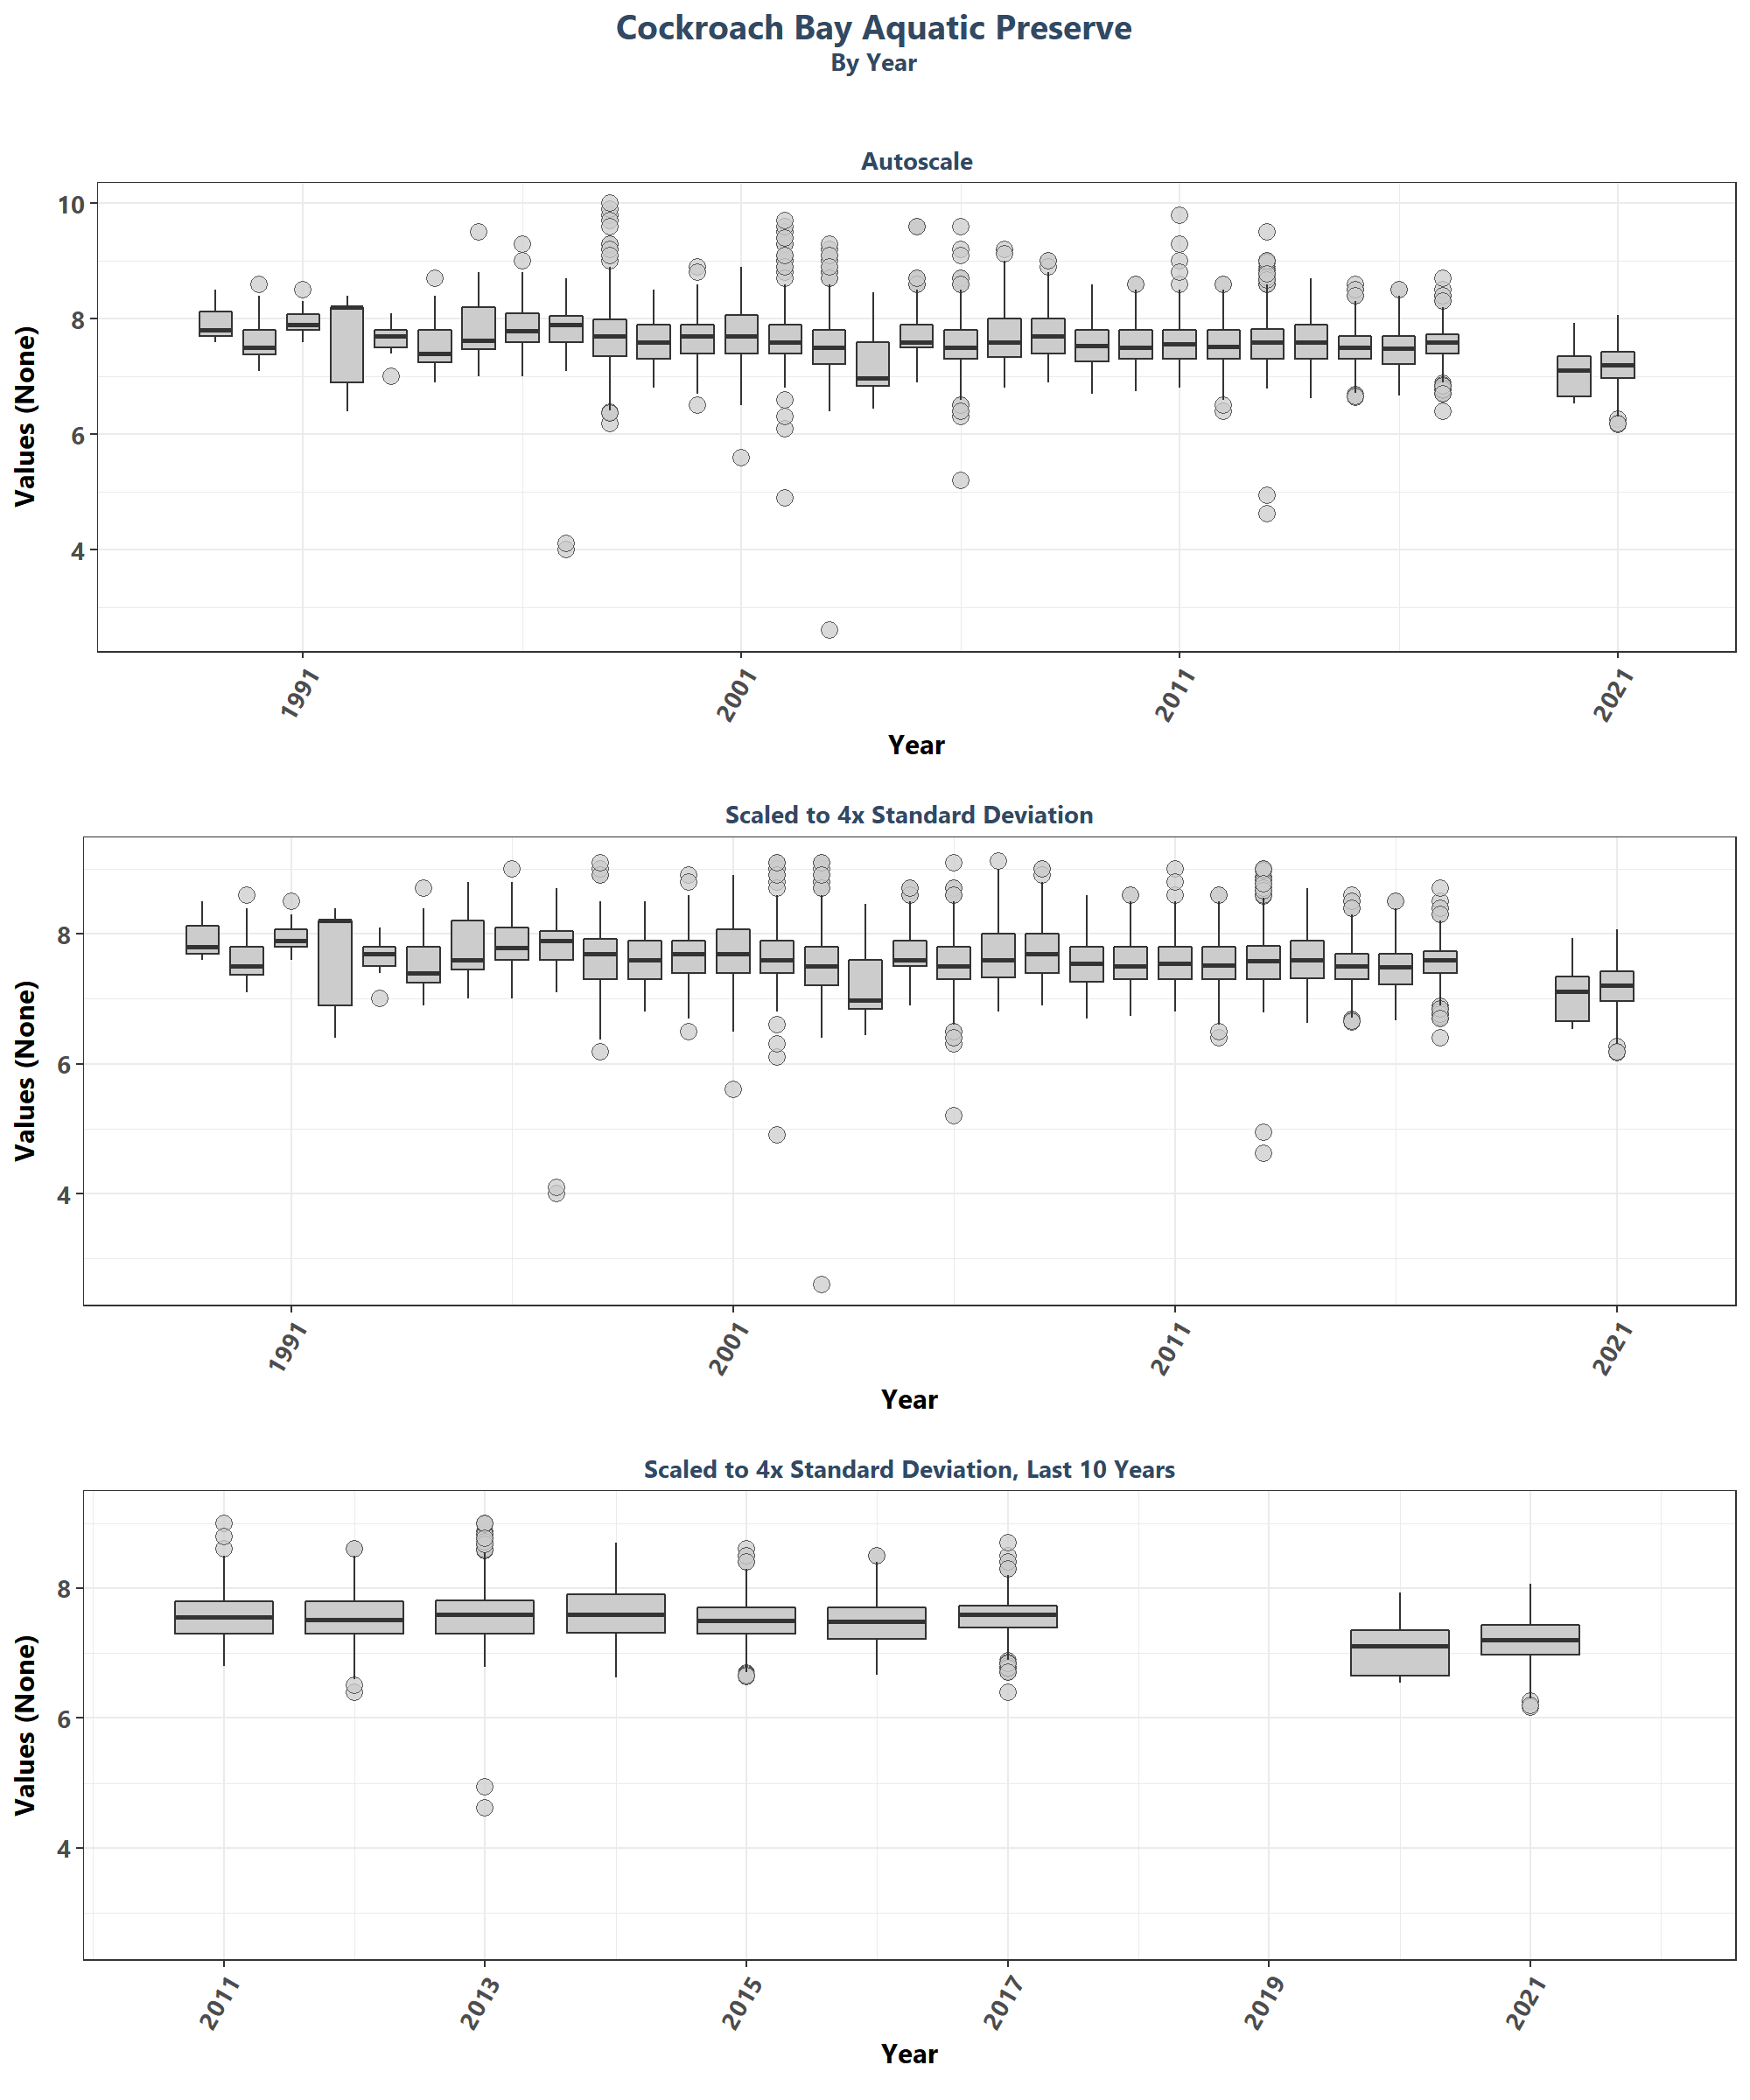 Cockroach Bay Aquatic Preserve
By Year
Autoscale
Values (None)
10
8
6
4
1991
2001
2011
2021
Year
Scaled to 4x Standard Deviation
Values (None)
8
6
4
1991
2001
2011
2021
Year
Scaled to 4x Standard Deviation, Last 10 Years
Values (None)
8
6
4
2011
2013
2015
2017
2019
2021
Year